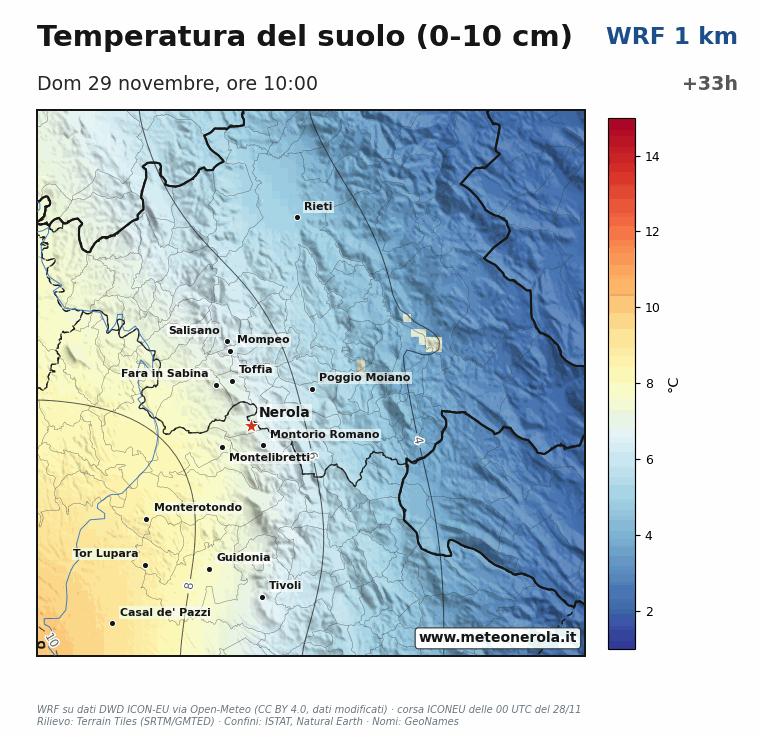 Temperatura del suolo (0-10 cm) WRF 1 km
Dom 29 novembre, ore 10:00 +33h
Rieti
Salisano
Mompeo
Fara in Sabina
Toffia
Poggio Moiano
Nerola
Montorio Romano
Montelibretti
6
4
Monterotondo
Tor Lupara
Guidonia
8
Tivoli
Casal de' Pazzi
10
www.meteonerola.it
14
12
10
8
6
4
2
°C
WRF su dati DWD ICON-EU via Open-Meteo (CC BY 4.0, dati modificati) · corsa ICONEU delle 00 UTC del 28/11
Rilievo: Terrain Tiles (SRTM/GMTED) · Confini: ISTAT, Natural Earth · Nomi: GeoNames